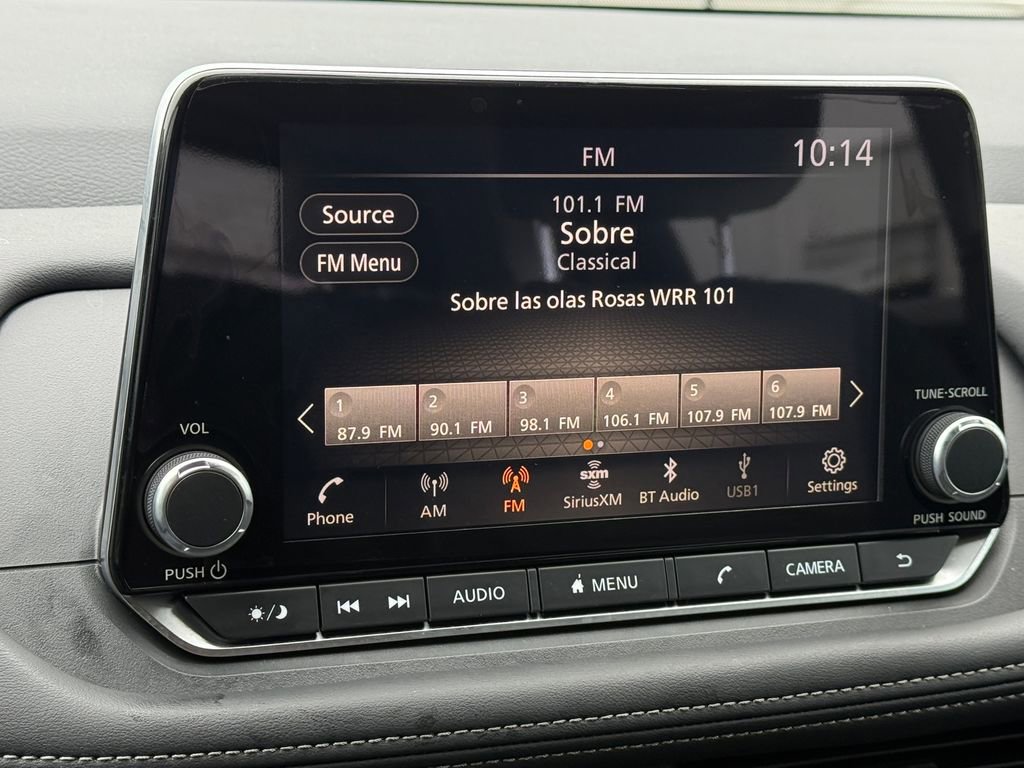 FM
10:14
Source
101.1 FM
Sobre
FM Menu
Classical
Sobre las olas Rosas WRR 101
1
87.9 FM
2
90.1 FM
3
98.1 FM
4
106.1 FM
5
107.9 FM
6
107.9 FM
Phone
AM
FM
sxm
SiriusXM
BT Audio
USB1
Settings
VOL
PUSH
TUNE·SCROLL
PUSH SOUND
AUDIO
MENU
CAMERA